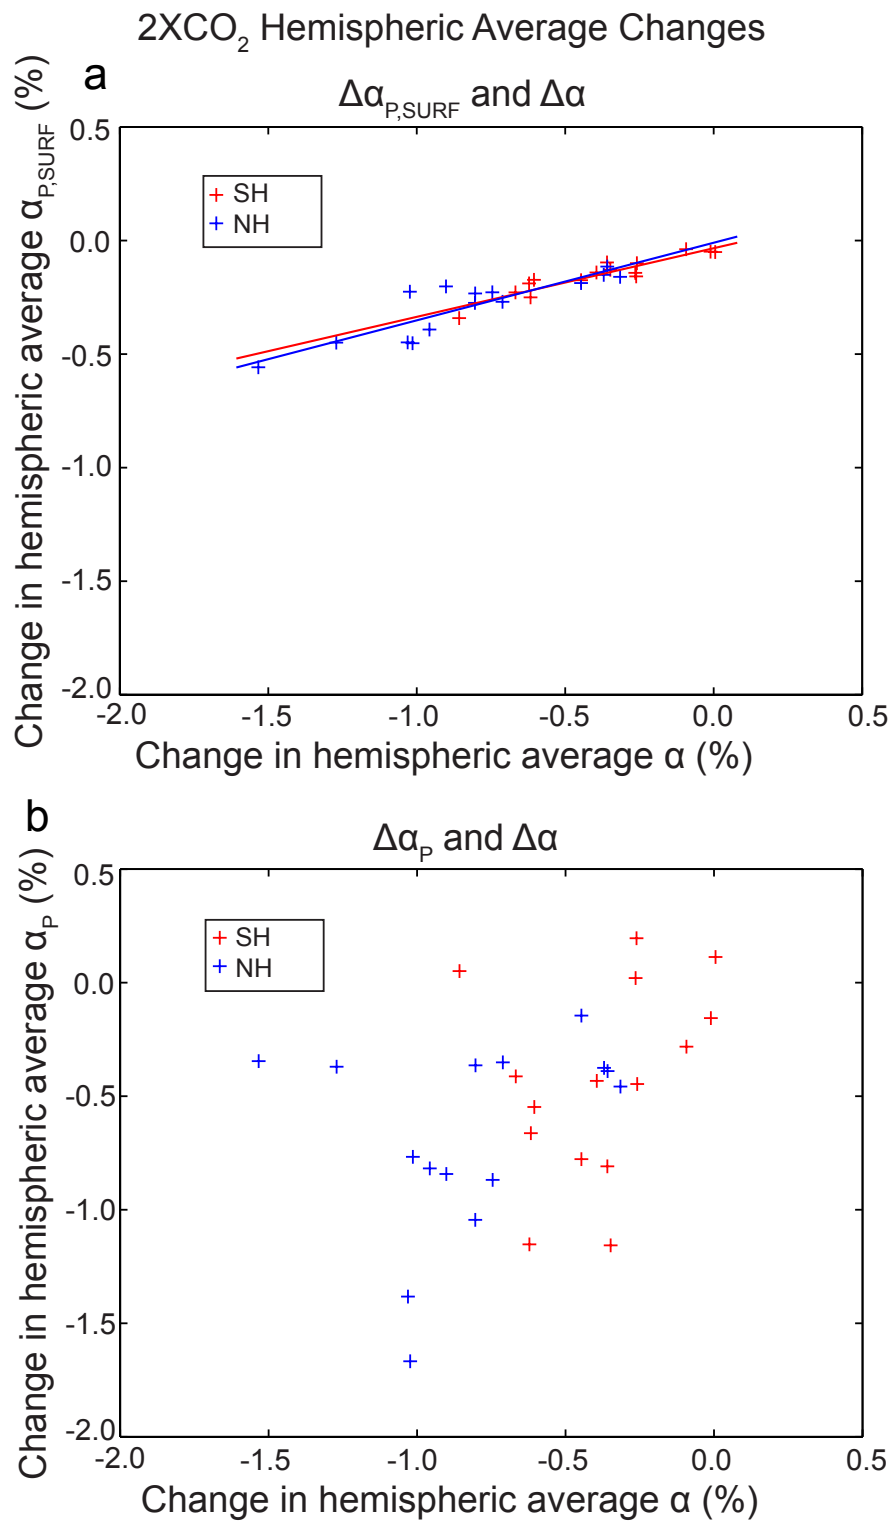 2XCO₂ Hemispheric Average Changes
a
Δα_P,SURF and Δα
Change in hemispheric average α_P,SURF (%)
0.5
0.0
-0.5
-1.0
-1.5
-2.0
SH
NH
-2.0 -1.5 -1.0 -0.5 0.0 0.5
Change in hemispheric average α (%)
b
Δα_P and Δα
Change in hemispheric average α_P (%)
0.5
0.0
-0.5
-1.0
-1.5
-2.0
SH
NH
-2.0 -1.5 -1.0 -0.5 0.0 0.5
Change in hemispheric average α (%)